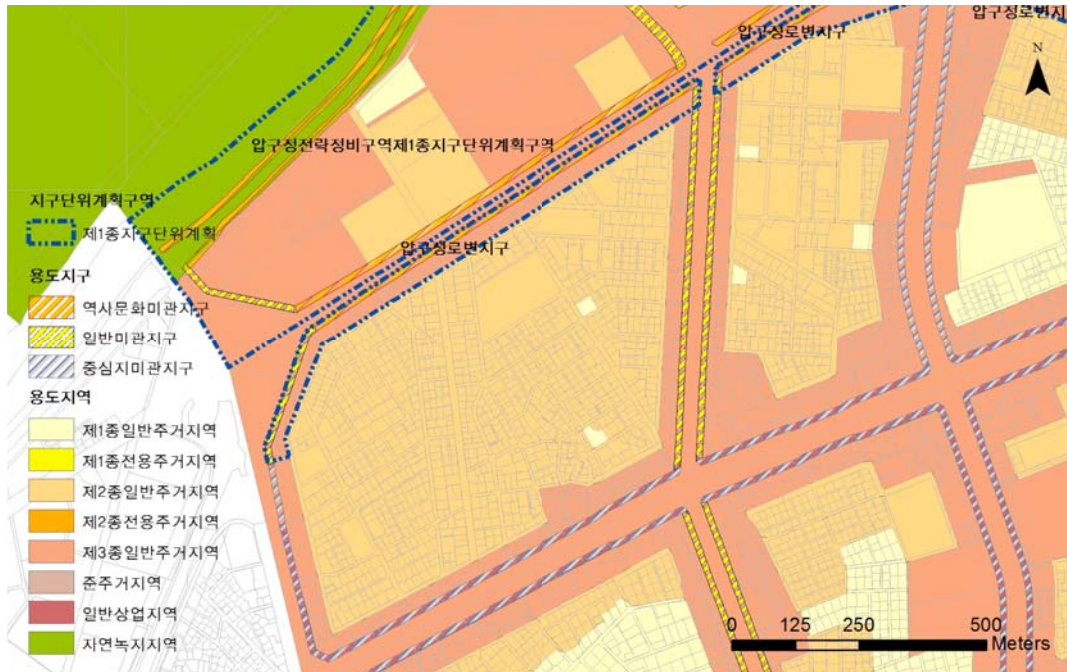 압구정로변지
압구정로변지구
N
압구정전략정비구역제1종지구단위계획구역
지구단위계획구역
제1종지구단위계획
압구정로변지구
용도지구
역사문화미관지구
일반미관지구
중심지미관지구
용도지역
제1종일반주거지역
제1종전용주거지역
제2종일반주거지역
제2종전용주거지역
제3종일반주거지역
준주거지역
일반상업지역
자연녹지지역
0 125 250 500
Meters